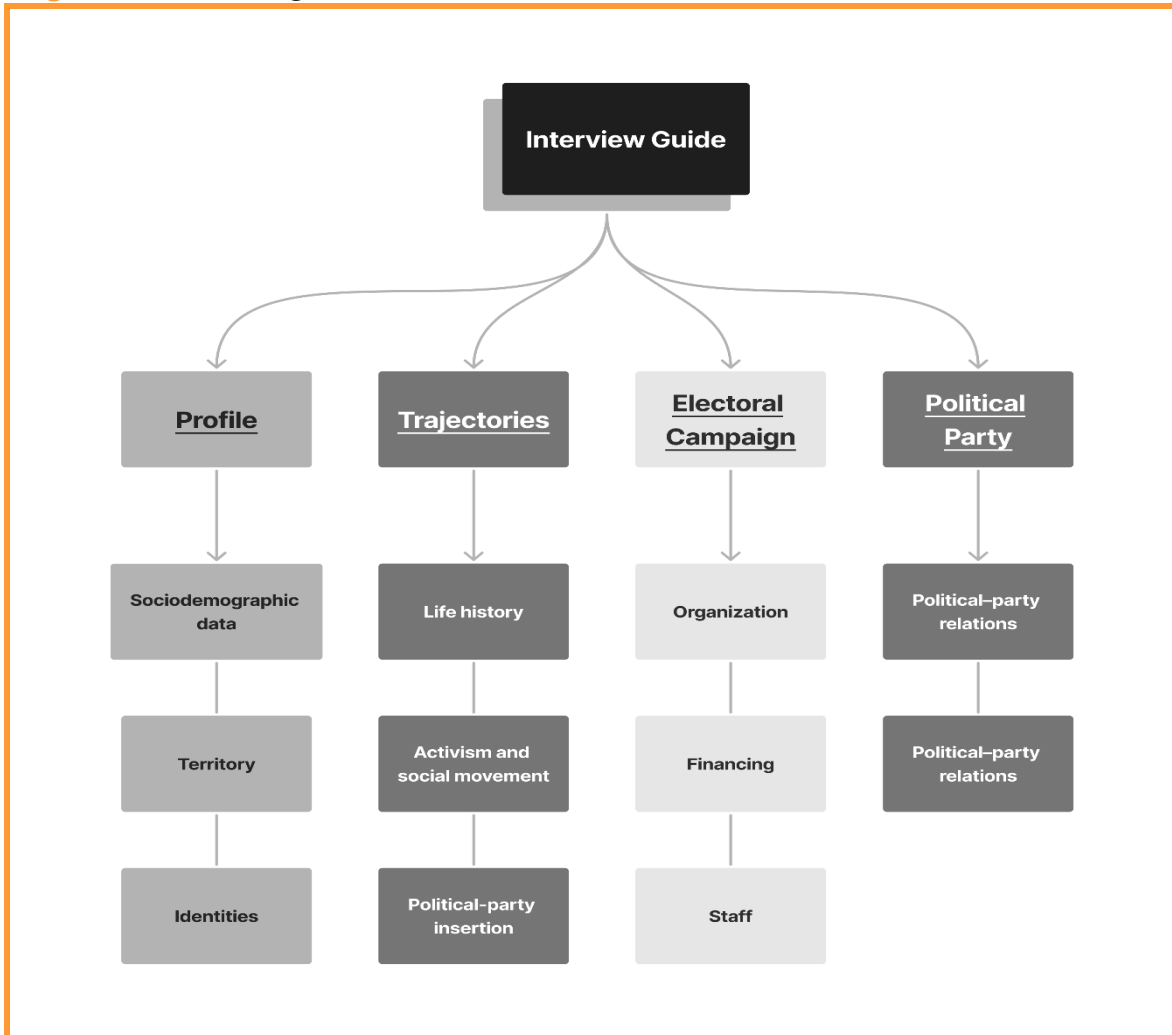 Interview Guide
Profile
Trajectories
Electoral
Campaign
Political
Party
Sociodemographic
data
Life history
Organization
Political–party
relations
Territory
Activism and
social movement
Financing
Political–party
relations
Identities
Political-party
insertion
Staff